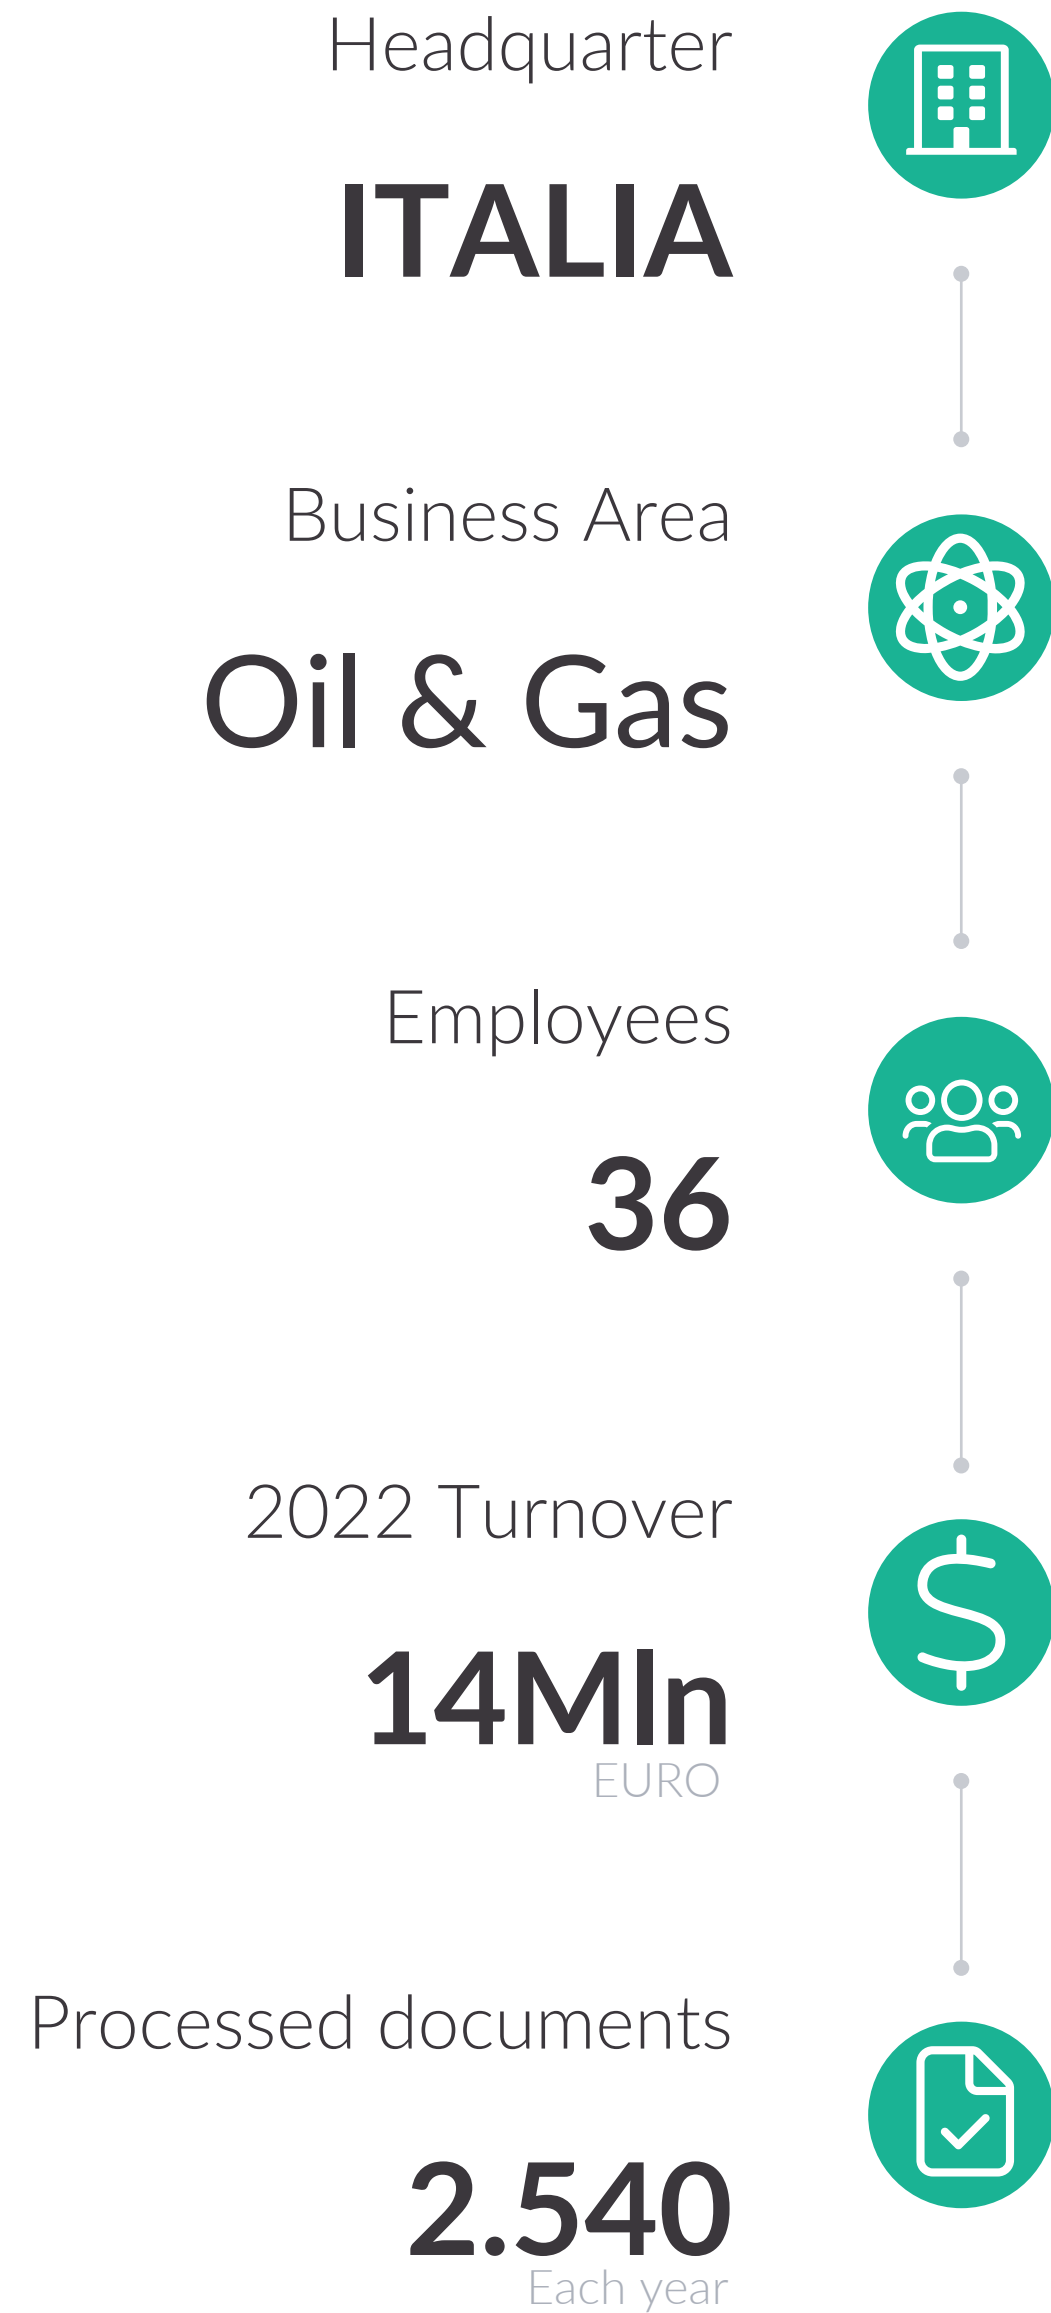 Headquarter
ITALIA
Business Area
Oil & Gas
Employees
36
2022 Turnover
14Mln
EURO
Processed documents
2.540
Each year